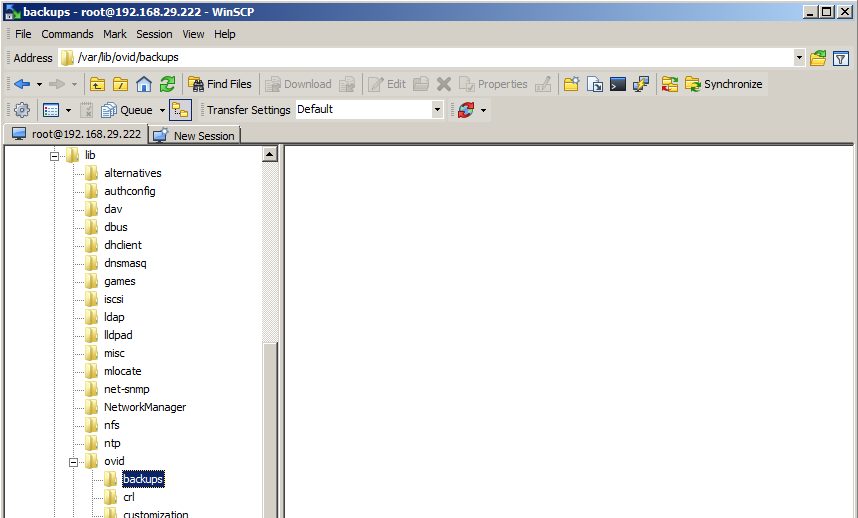 backups - root@192.168.29.222 - WinSCP
File Commands Mark Session View Help
Address /var/lib/ovid/backups
Find Files Download Edit Properties Synchronize
Queue Transfer Settings Default
root@192.168.29.222 New Session
lib
alternatives
authconfig
dav
dbus
dhclient
dnsmasq
games
iscsi
ldap
lldpad
misc
mlocate
net-snmp
NetworkManager
nfs
ntp
ovid
backups
crl
customization